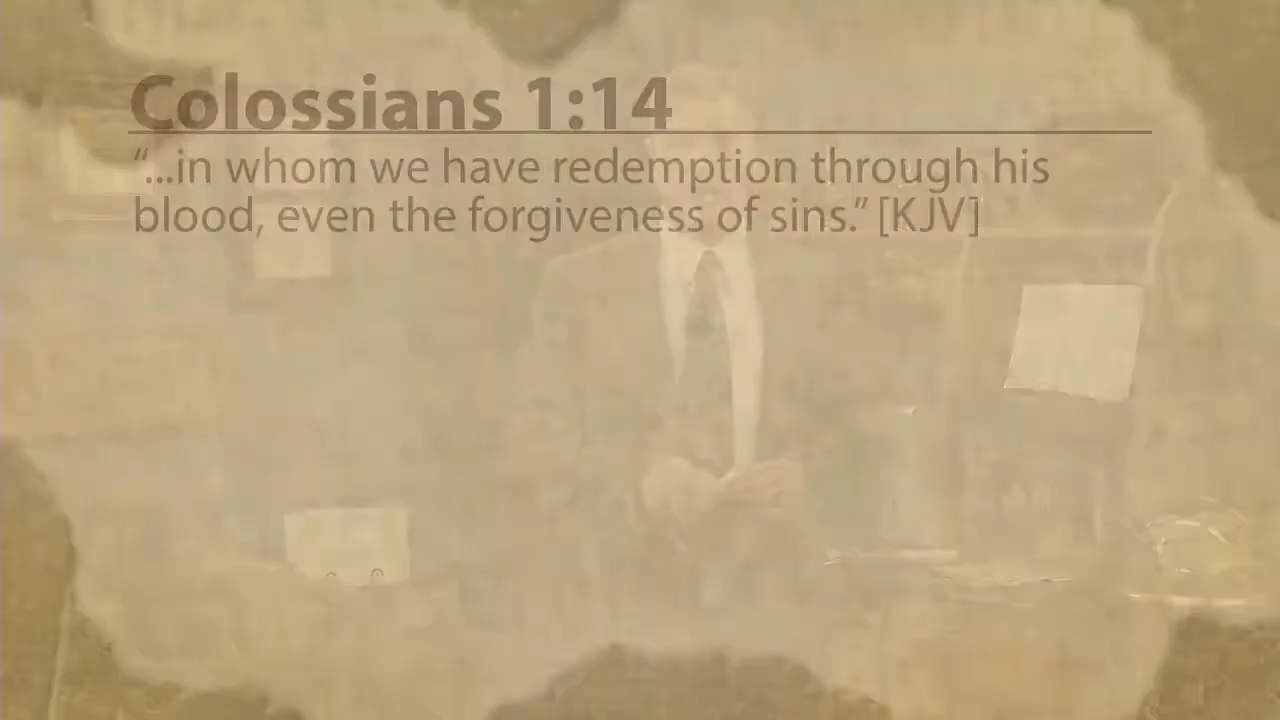 Colossians 1:14
“...in whom we have redemption through his
blood, even the forgiveness of sins.” [KJV]